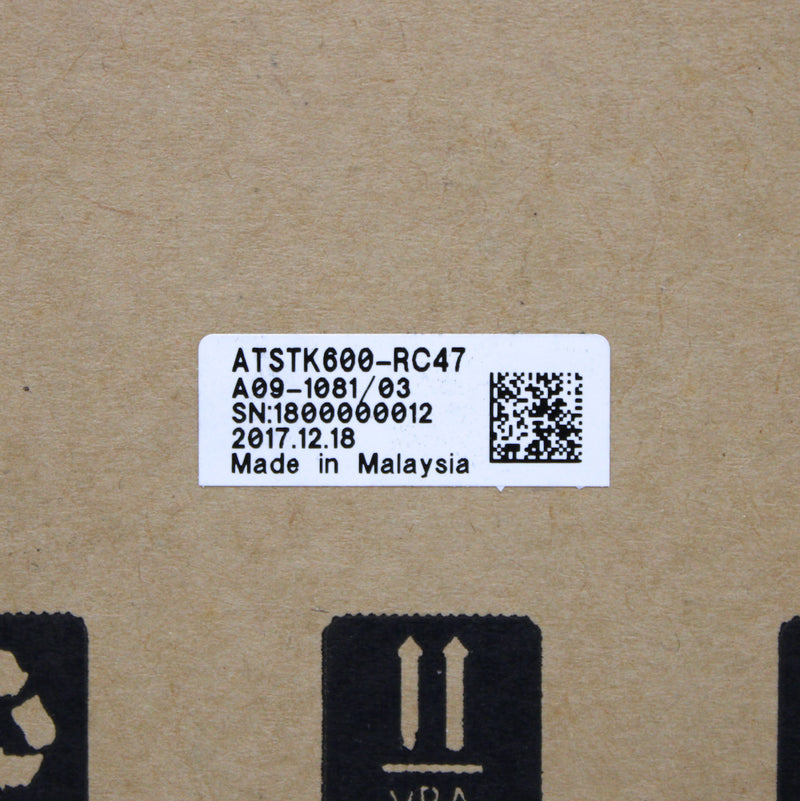 ATSTK600-RC47
A09-1081/03
SN:1800000012
2017.12.18
Made in Malaysia